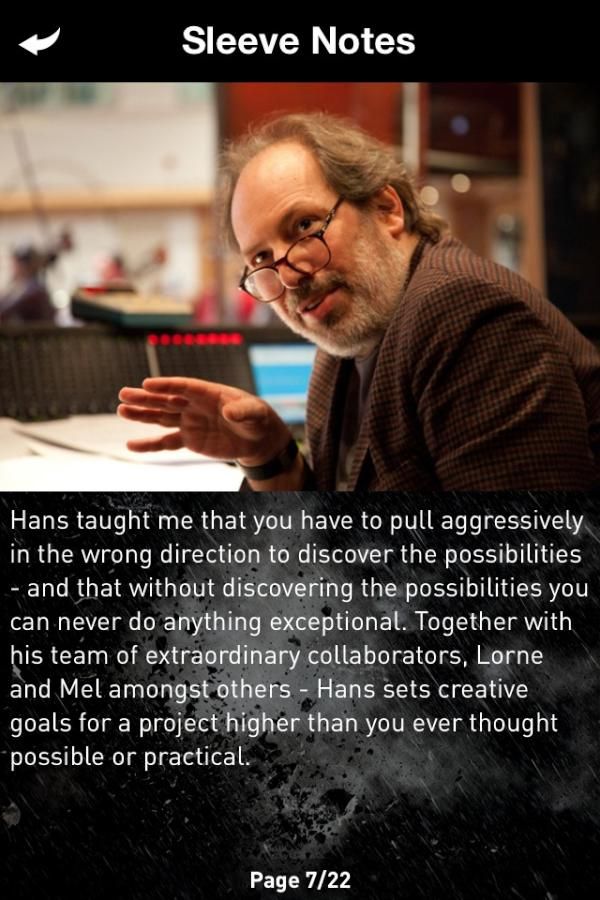 Sleeve Notes
Hans taught me that you have to pull aggressively
in the wrong direction to discover the possibilities
- and that without discovering the possibilities you
can never do anything exceptional. Together with
his team of extraordinary collaborators, Lorne
and Mel amongst others - Hans sets creative
goals for a project higher than you ever thought
possible or practical.
Page 7/22